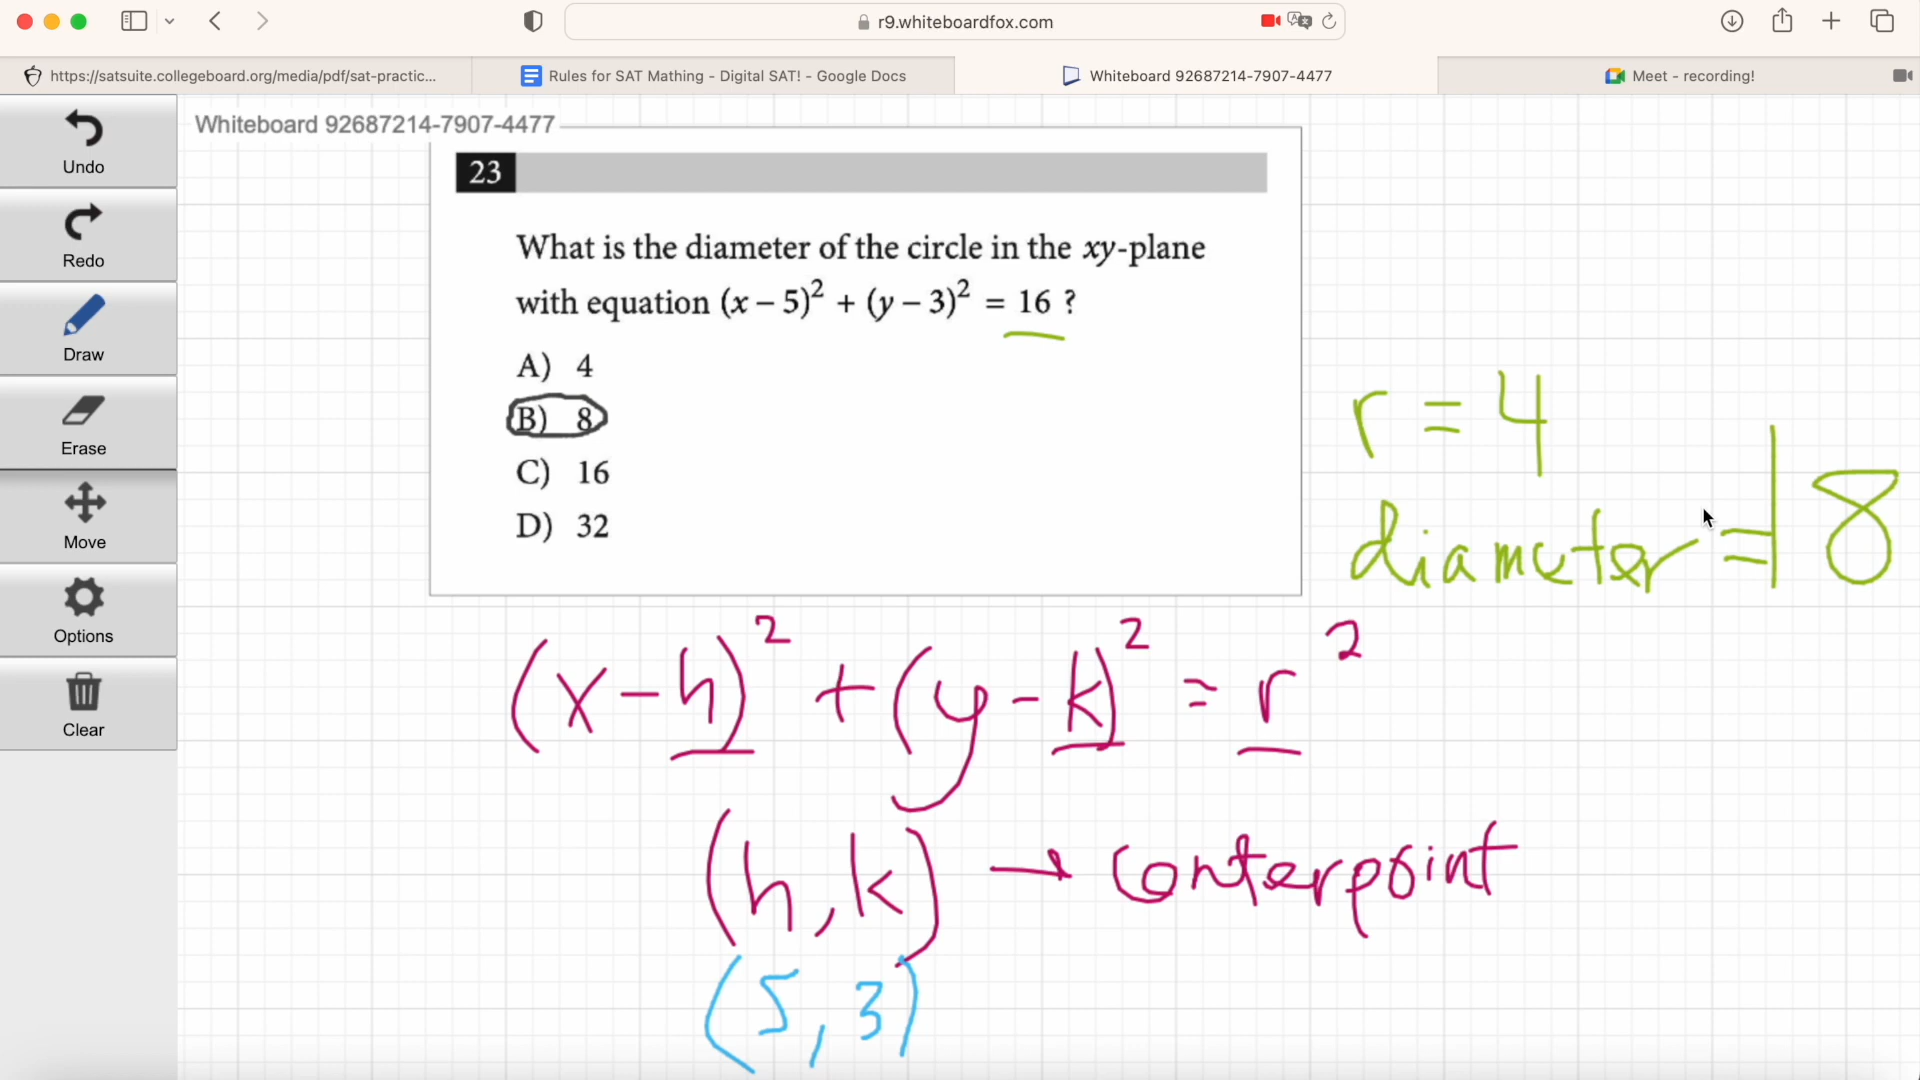 r9.whiteboardfox.com
https://satsuite.collegeboard.org/media/pdf/sat-practic...
Rules for SAT Mathing - Digital SAT! - Google Docs
Whiteboard 92687214-7907-4477
Meet - recording!
Undo
Redo
Draw
Erase
Move
Options
Clear
Whiteboard 92687214-7907-4477
23
What is the diameter of the circle in the xy-plane
with equation (x – 5)² + (y – 3)² = 16 ?
A) 4
B) 8
C) 16
D) 32
r = 4
diameter = 8
(x – h)² + (y – k)² = r²
(h, k) → centerpoint
(5, 3)